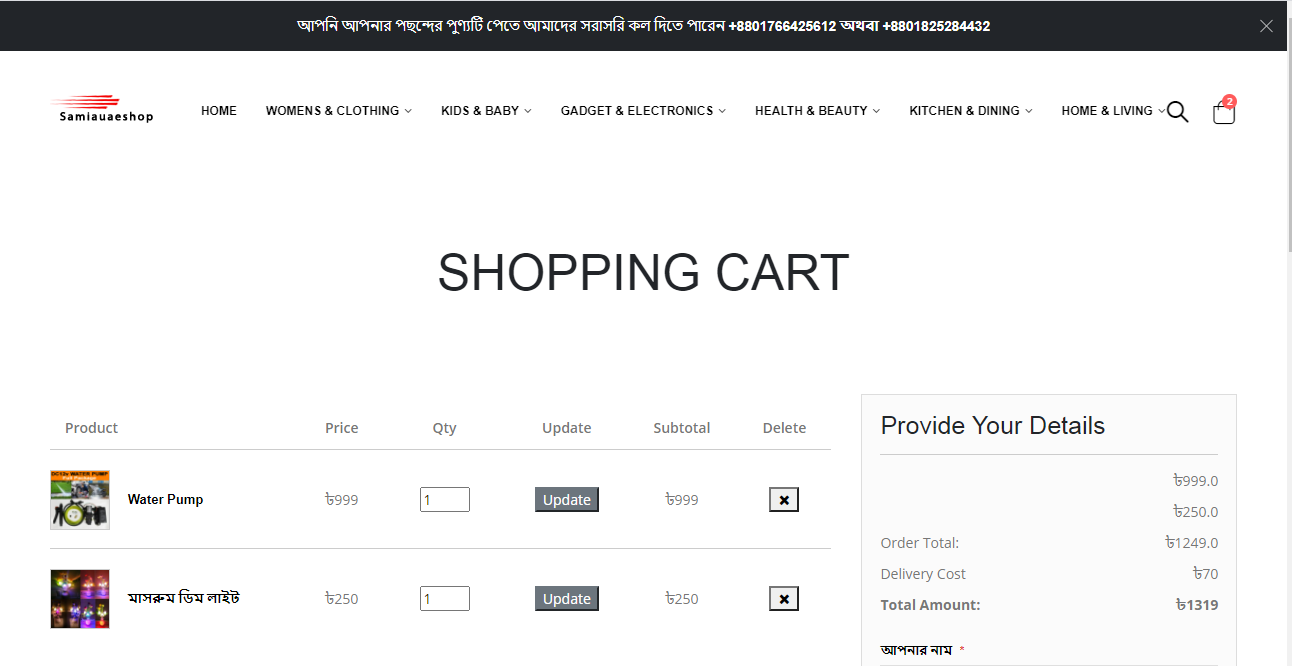 আপনি আপনার পছন্দের পুণ্যটি পেতে আমাদের সরাসরি কল দিতে পারেন +8801766425612 অথবা +8801825284432
Samiauaeshop
HOME WOMENS & CLOTHING KIDS & BABY GADGET & ELECTRONICS HEALTH & BEAUTY KITCHEN & DINING HOME & LIVING 2
SHOPPING CART
Product Price Qty Update Subtotal Delete
DC12v WATER PUMP
Water Pump ৳999 1 Update ৳999
মাসরুম ডিম লাইট ৳250 1 Update ৳250
Provide Your Details
৳999.0
৳250.0
Order Total: ৳1249.0
Delivery Cost ৳70
Total Amount: ৳1319
আপনার নাম *